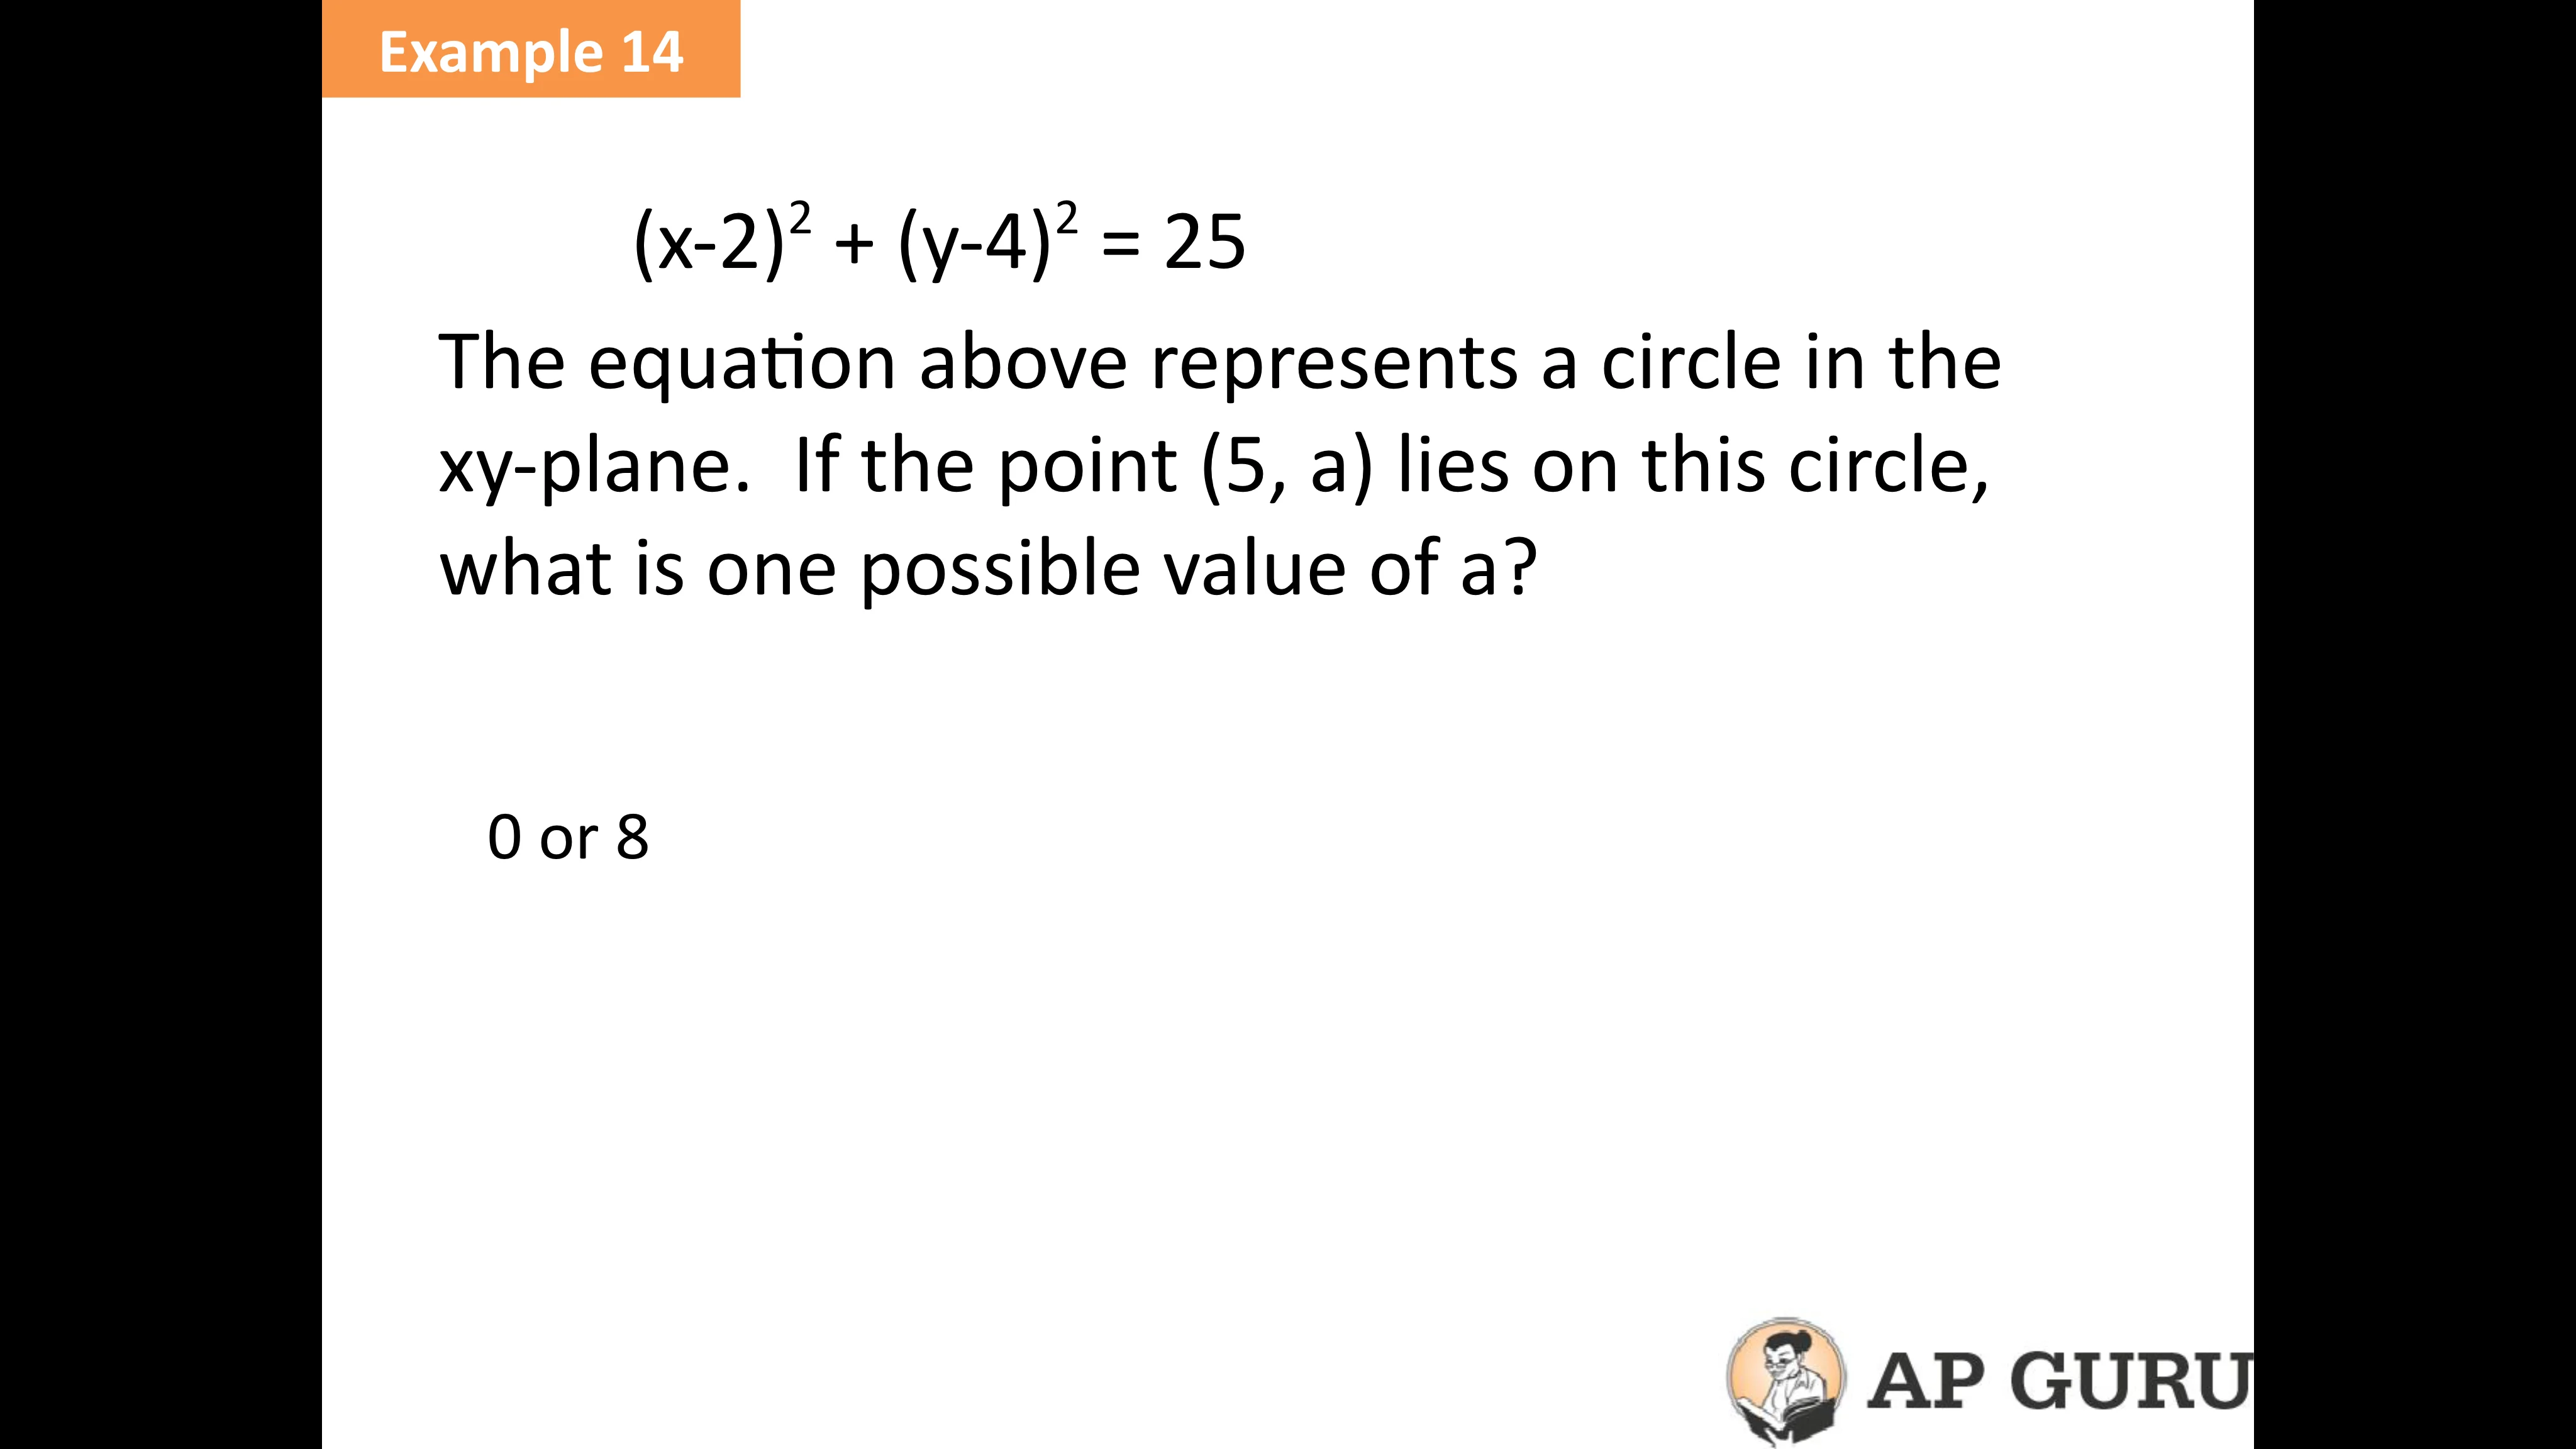 Example 14
(x-2)² + (y-4)² = 25
The equation above represents a circle in the
xy-plane.  If the point (5, a) lies on this circle,
what is one possible value of a?
0 or 8
AP GURU